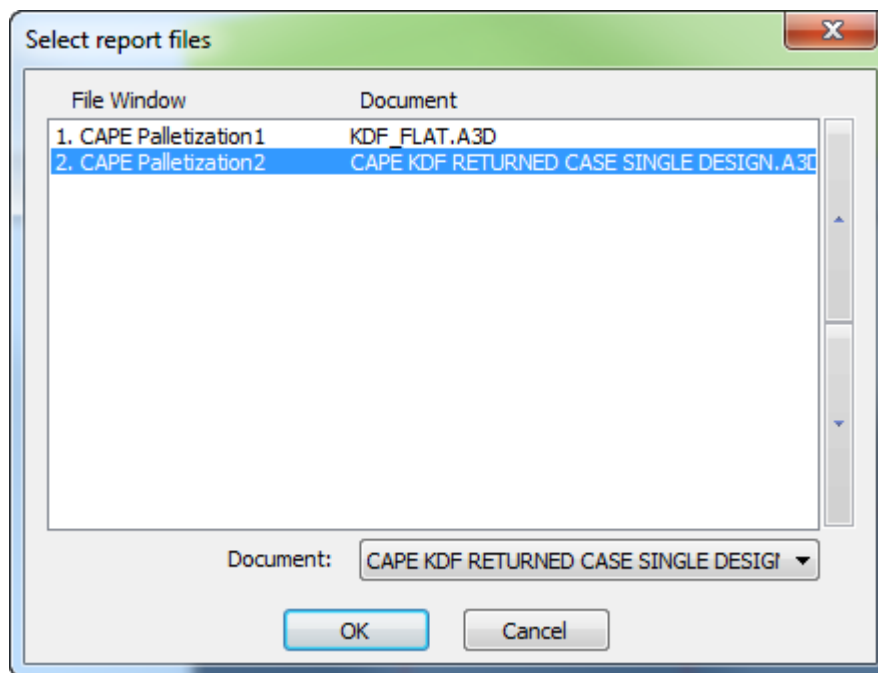 Select report files
File Window Document
1. CAPE Palletization1 KDF_FLAT.A3D
2. CAPE Palletization2 CAPE KDF RETURNED CASE SINGLE DESIGN.A3D
Document: CAPE KDF RETURNED CASE SINGLE DESIGN
OK Cancel